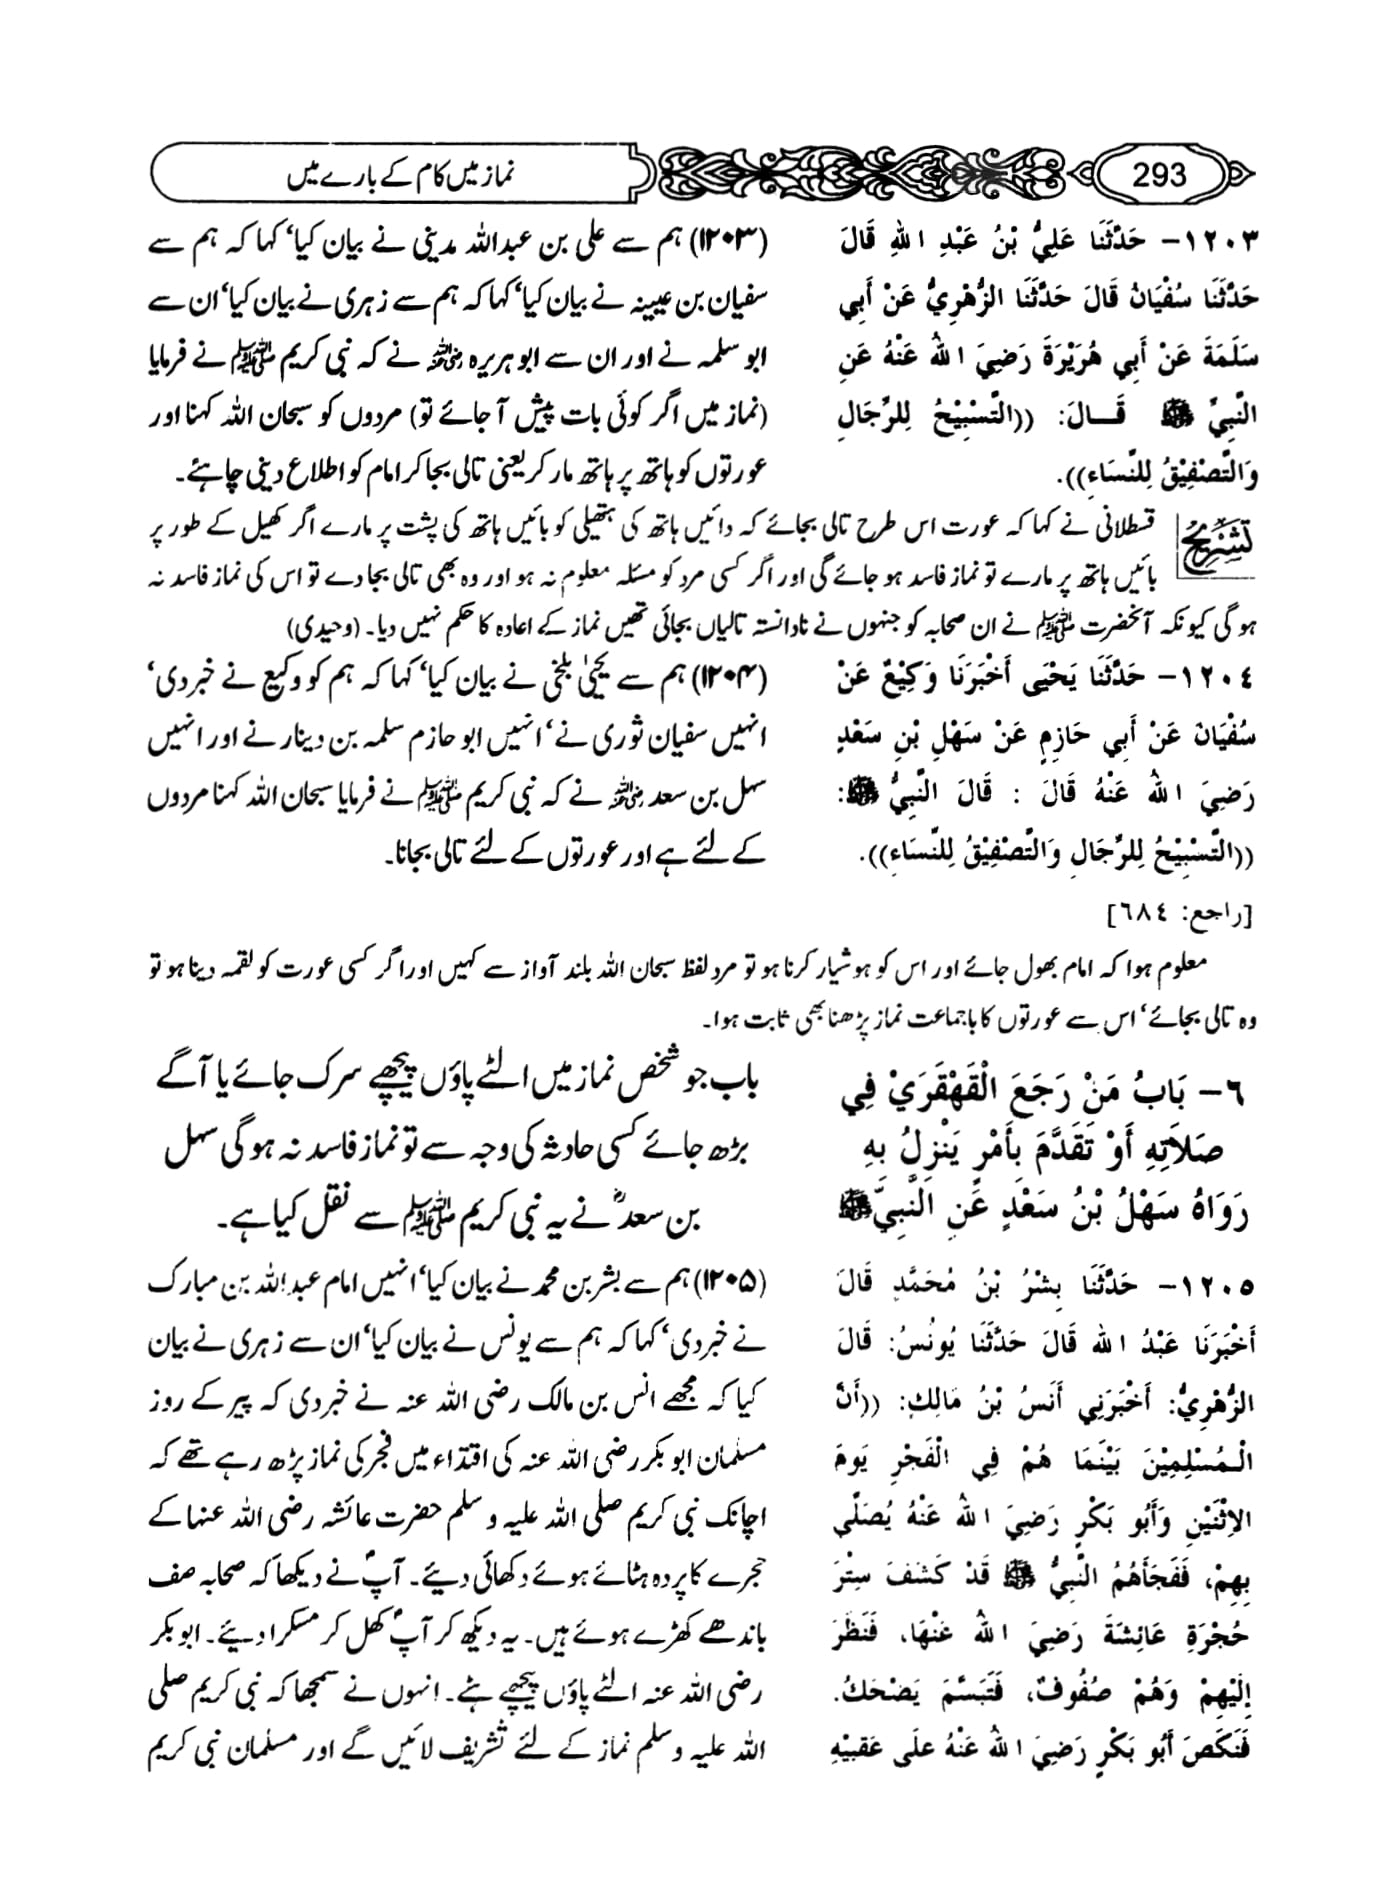 293
نماز میں کام کے بارے میں
١٢٠٣- حَدَّثَنَا عَلِيُّ بْنُ عَبْدِ اللهِ قَالَ
حَدَّثَنَا سُفْيَانُ قَالَ حَدَّثَنَا الزُّهْرِيُّ عَنْ أَبِي
سَلَمَةَ عَنْ أَبِي هُرَيْرَةَ رَضِيَ اللهُ عَنْهُ عَنِ
النَّبِيِّ ﷺ قَالَ: ((التَّسْبِيْحُ لِلرِّجَالِ
وَالتَّصْفِيْقُ لِلنِّسَاءِ)).
(۱۲۰۳) ہم سے علی بن عبداللہ مدینی نے بیان کیا‘ کہا کہ ہم سے
سفیان بن عیینہ نے بیان کیا‘ کہا کہ ہم سے زہری نے بیان کیا‘ ان سے
ابو سلمہ نے اور ان سے ابو ہریرہ رضی اللہ عنہ نے کہ نبی کریم ﷺ نے فرمایا
(نماز میں اگر کوئی بات پیش آ جائے تو) مردوں کو سبحان اللہ کہنا اور
عورتوں کو ہاتھ پر ہاتھ مار کر یعنی تالی بجا کر امام کو اطلاع دینی چاہئے۔
تشریح قسطلانی نے کہا کہ عورت اس طرح تالی بجائے کہ دائیں ہاتھ کی ہتھیلی کو بائیں ہاتھ کی پشت پر مارے اگر کھیل کے طور پر
بائیں ہاتھ پر مارے تو نماز فاسد ہو جائے گی اور اگر کسی مرد کو مسئلہ معلوم نہ ہو اور وہ بھی تالی بجا دے تو اس کی نماز فاسد نہ
ہو گی کیونکہ آنحضرت ﷺ نے ان صحابہ کو جنہوں نے نادانستہ تالیاں بجائی تھیں نماز کے اعادہ کا حکم نہیں دیا۔ (وحیدی)
١٢٠٤- حَدَّثَنَا يَحْيَى أَخْبَرَنَا وَكِيْعٌ عَنْ
سُفْيَانَ عَنْ أَبِي حَازِمٍ عَنْ سَهْلِ بْنِ سَعْدٍ
رَضِيَ اللهُ عَنْهُ قَالَ : قَالَ النَّبِيُّ ﷺ:
((التَّسْبِيْحُ لِلرِّجَالِ وَالتَّصْفِيْقُ لِلنِّسَاءِ)).
[راجع: ٦٨٤]
(۱۲۰۴) ہم سے یحیٰ بلخی نے بیان کیا‘ کہا کہ ہم کو وکیع نے خبر دی‘
انہیں سفیان ثوری نے‘ انہیں ابو حازم سلمہ بن دینار نے اور انہیں
سہل بن سعد رضی اللہ عنہ نے کہ نبی کریم ﷺ نے فرمایا سبحان اللہ کہنا مردوں
کے لئے ہے اور عورتوں کے لئے تالی بجانا۔
معلوم ہوا کہ امام بھول جائے اور اس کو ہوشیار کرنا ہو تو مرد لفظ سبحان اللہ بلند آواز سے کہیں اور اگر کسی عورت کو لقمہ دینا ہو تو
وہ تالی بجائے‘ اس سے عورتوں کا باجماعت نماز پڑھنا بھی ثابت ہوا۔
٦- بَابُ مَنْ رَجَعَ الْقَهْقَرَيْ فِي
صَلاَتِهِ أَوْ تَقَدَّمَ بِأَمْرٍ يَنْزِلُ بِهِ
رَوَاهُ سَهْلُ بْنُ سَعْدٍ عَنِ النَّبِيِّ ﷺ
باب جو شخص نماز میں الٹے پاؤں پیچھے سرک جائے یا آگے
بڑھ جائے کسی حادثہ کی وجہ سے تو نماز فاسد نہ ہو گی سہل
بن سعدؓ نے یہ نبی کریم ﷺ سے نقل کیا ہے۔
١٢٠٥- حَدَّثَنَا بِشْرُ بْنُ مُحَمَّدٍ قَالَ
أَخْبَرَنَا عَبْدُ اللهِ قَالَ حَدَّثَنَا يُونُسُ: قَالَ
الزُّهْرِيُّ: أَخْبَرَنِي أَنَسُ بْنُ مَالِكٍ: ((أَنَّ
الْمُسْلِمِيْنَ بَيْنَمَا هُمْ فِي الْفَجْرِ يَومَ
الاِثْنَيْنِ وَأَبُو بَكْرٍ رَضِيَ اللهُ عَنْهُ يُصَلِّي
بِهِمْ، فَفَجَأَهُمُ النَّبِيُّ ﷺ قَدْ كَشَفَ سِتْرَ
حُجْرَةِ عَائِشَةَ رَضِيَ اللهُ عَنْهَا، فَنَظَرَ
إِلَيْهِمْ وَهُمْ صُفُوفٌ، فَتَبَسَّمَ يَضْحَكُ.
فَنَكَصَ أَبُو بَكْرٍ رَضِيَ اللهُ عَنْهُ عَلَى عَقِبَيْهِ
(۱۲۰۵) ہم سے بشر بن محمد نے بیان کیا‘ انہیں امام عبداللہ بن مبارک
نے خبر دی‘ کہا کہ ہم سے یونس نے بیان کیا‘ ان سے زہری نے بیان
کیا کہ مجھے انس بن مالک رضی اللہ عنہ نے خبر دی کہ پیر کے روز
مسلمان ابو بکر رضی اللہ عنہ کی اقتداء میں فجر کی نماز پڑھ رہے تھے کہ
اچانک نبی کریم صلی اللہ علیہ و سلم حضرت عائشہ رضی اللہ عنہا کے
حجرے کا پردہ ہٹائے ہوئے دکھائی دیئے۔ آپؐ نے دیکھا کہ صحابہ صف
باندھے کھڑے ہوئے ہیں۔ یہ دیکھ کر آپؐ کھل کر مسکرا دیئے۔ ابو بکر
رضی اللہ عنہ الٹے پاؤں پیچھے ہٹے۔ انہوں نے سمجھا کہ نبی کریم صلی
اللہ علیہ و سلم نماز کے لئے تشریف لائیں گے اور مسلمان نبی کریم